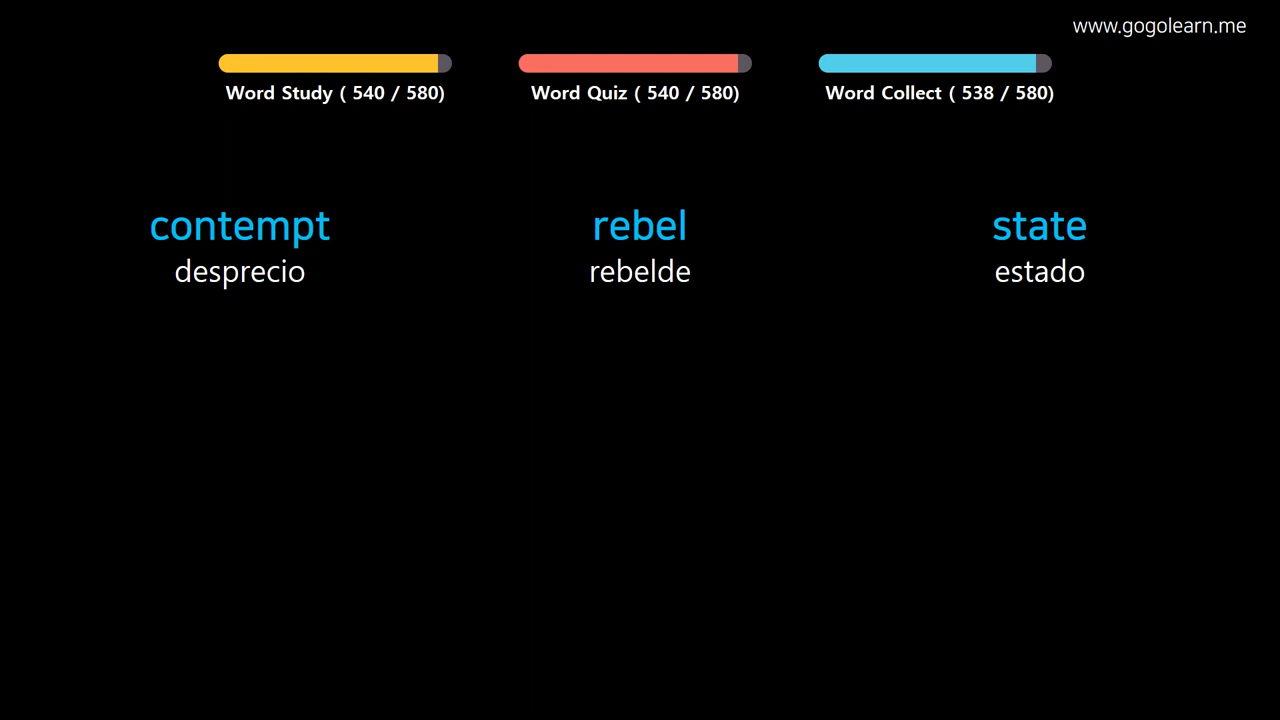 www.gogolearn.me
Word Study ( 540 / 580)
Word Quiz ( 540 / 580)
Word Collect ( 538 / 580)
contempt
desprecio
rebel
rebelde
state
estado